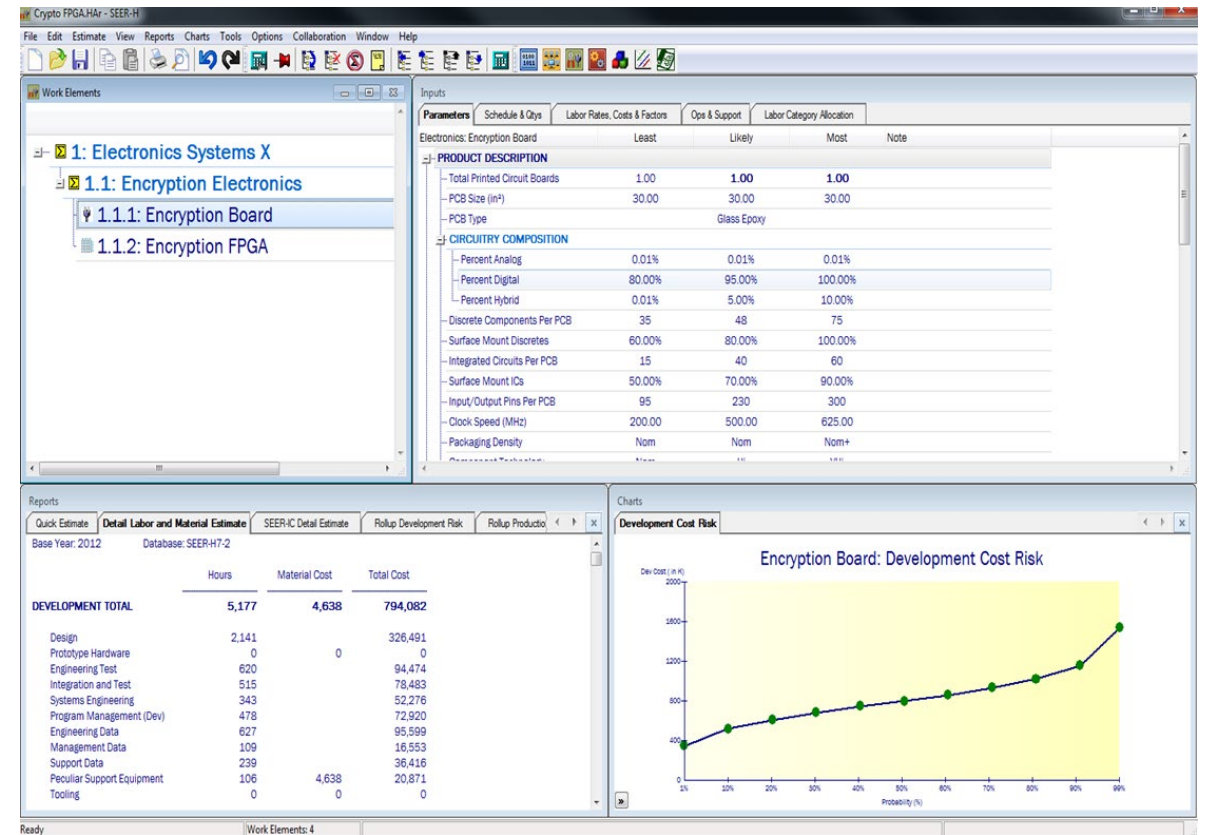 Crypto FPGA.HAr - SEER-H
File Edit Estimate View Reports Charts Tools Options Collaboration Window Help
Work Elements
1: Electronics Systems X
1.1: Encryption Electronics
1.1.1: Encryption Board
1.1.2: Encryption FPGA
Inputs
Parameters Schedule & Qtys Labor Rates, Costs & Factors Ops & Support Labor Category Allocation
Electronics: Encryption Board Least Likely Most Note
PRODUCT DESCRIPTION
Total Printed Circuit Boards 1.00 1.00 1.00
PCB Size (in²) 30.00 30.00 30.00
PCB Type Glass Epoxy
CIRCUITRY COMPOSITION
Percent Analog 0.01% 0.01% 0.01%
Percent Digital 80.00% 95.00% 100.00%
Percent Hybrid 0.01% 5.00% 10.00%
Discrete Components Per PCB 35 48 75
Surface Mount Discretes 60.00% 80.00% 100.00%
Integrated Circuits Per PCB 15 40 60
Surface Mount ICs 50.00% 70.00% 90.00%
Input/Output Pins Per PCB 95 230 300
Clock Speed (MHz) 200.00 500.00 625.00
Packaging Density Nom Nom Nom+
Reports
Quick Estimate Detail Labor and Material Estimate SEER-IC Detail Estimate Rollup Development Risk Rollup Productio
Base Year: 2012 Database: SEER-H7-2
Hours Material Cost Total Cost
DEVELOPMENT TOTAL 5,177 4,638 794,082
Design 2,141 326,491
Prototype Hardware 0 0 0
Engineering Test 620 94,474
Integration and Test 515 78,483
Systems Engineering 343 52,276
Program Management (Dev) 478 72,920
Engineering Data 627 95,599
Management Data 109 16,553
Support Data 239 36,416
Peculiar Support Equipment 106 4,638 20,871
Tooling 0 0 0
Charts
Development Cost Risk
Encryption Board: Development Cost Risk
Dev Cost ( in K)
2000
1600
1200
800
400
0
1% 10% 20% 30% 40% 50% 60% 70% 80% 90% 99%
Probability (%)
Ready Work Elements: 4